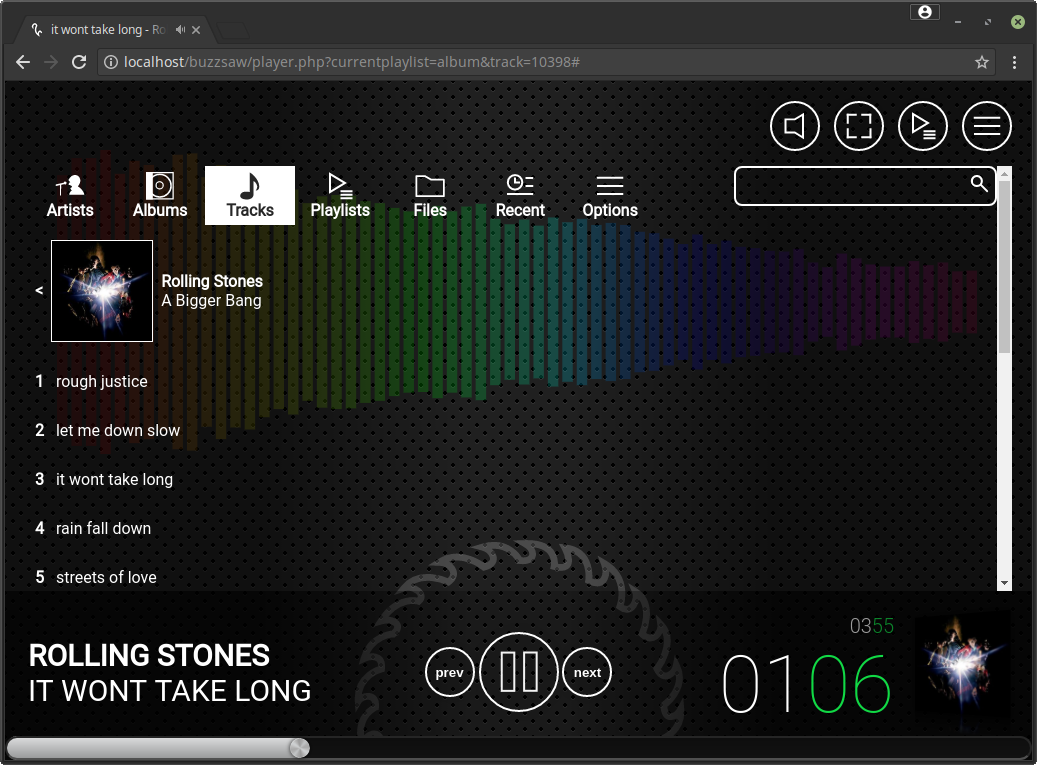 it wont take long - Ro
localhost/buzzsaw/player.php?currentplaylist=album&track=10398#
Artists Albums Tracks Playlists Files Recent Options
<
Rolling Stones
A Bigger Bang
1 rough justice
2 let me down slow
3 it wont take long
4 rain fall down
5 streets of love
0355
ROLLING STONES
IT WONT TAKE LONG
prev next
0106